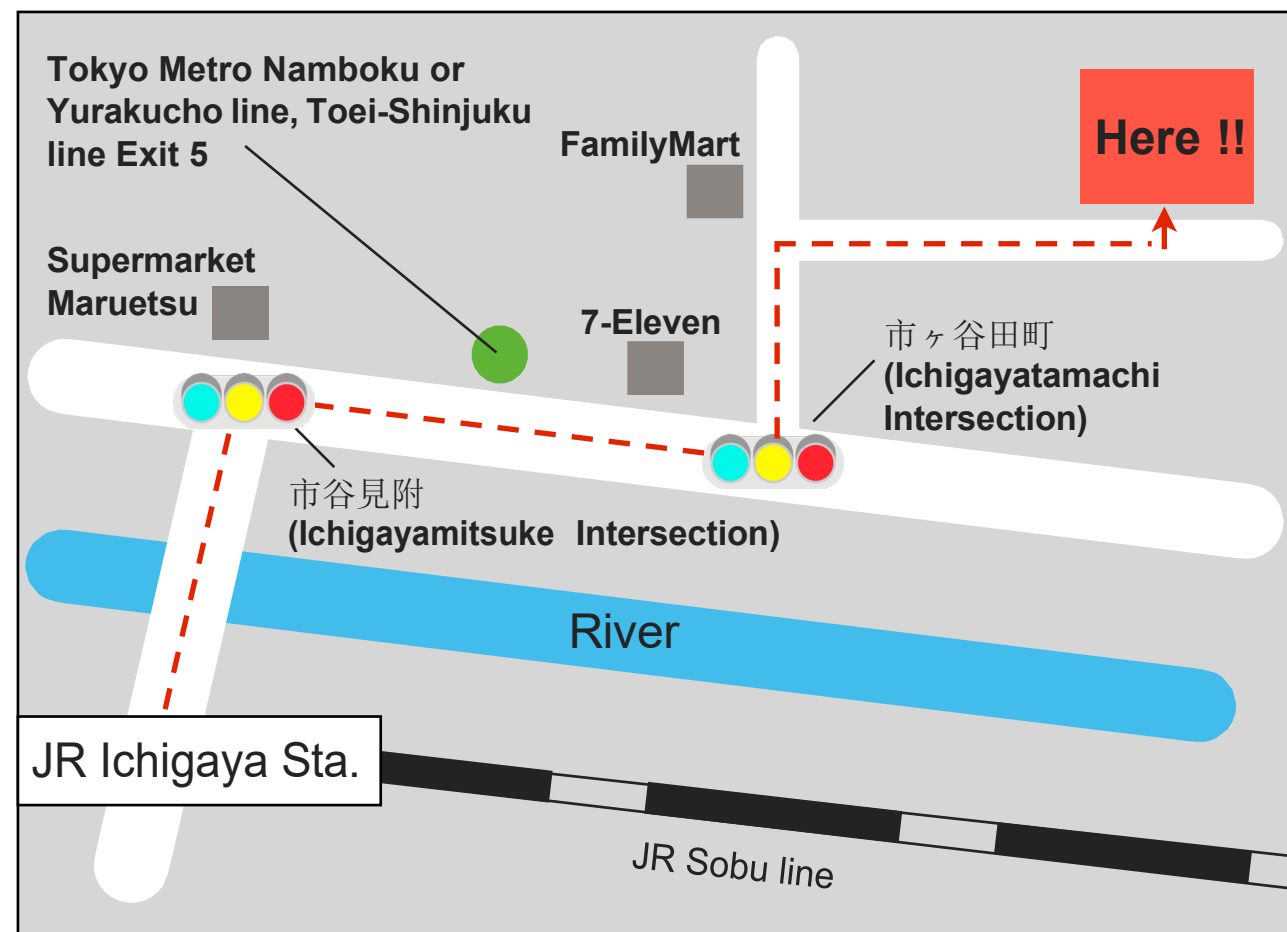 Tokyo Metro Namboku or
Yurakucho line, Toei-Shinjuku
line Exit 5
FamilyMart
Here !!
Supermarket
Maruetsu
7-Eleven
市ヶ谷田町
(Ichigayatamachi
Intersection)
市谷見附
(Ichigayamitsuke Intersection)
River
JR Ichigaya Sta.
JR Sobu line